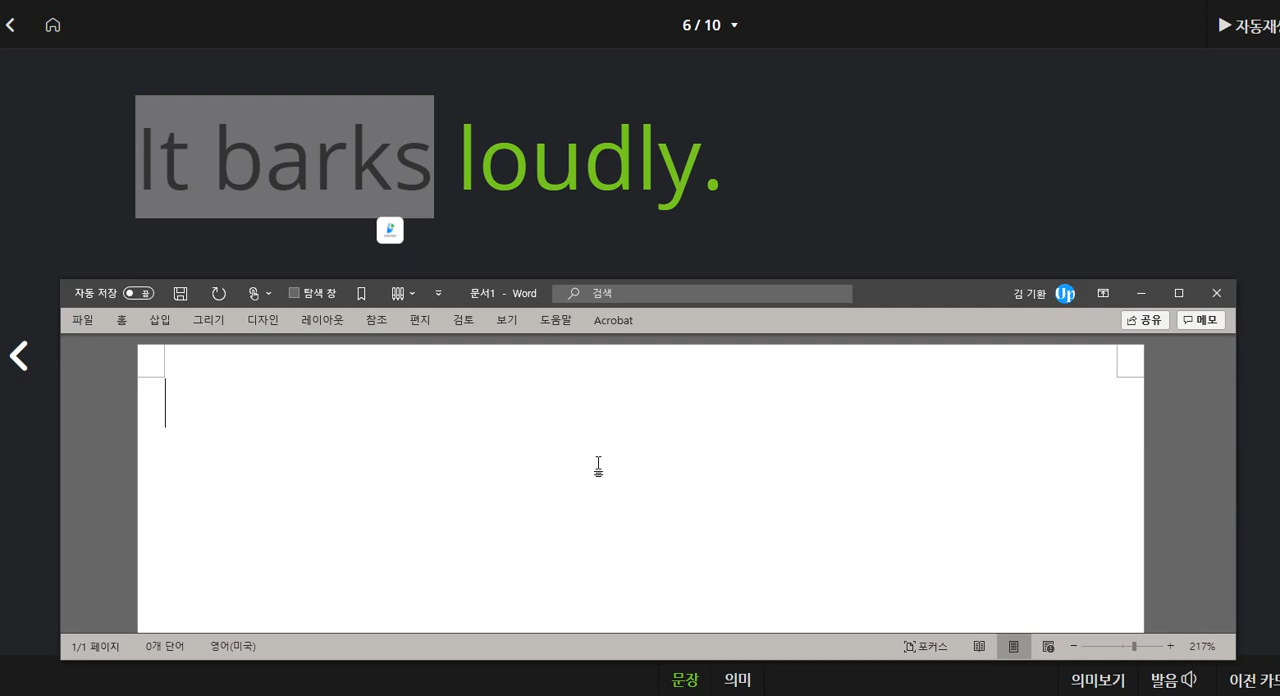 6 / 10
▶ 자동재생
It barks loudly.
자동 저장 끔 탐색 창 문서1 - Word 검색 김 기환 Up
파일 홈 삽입 그리기 디자인 레이아웃 참조 편지 검토 보기 도움말 Acrobat 공유 메모
1/1 페이지 0개 단어 영어(미국) 포커스 217%
문장 의미 의미보기 발음 이전 카드